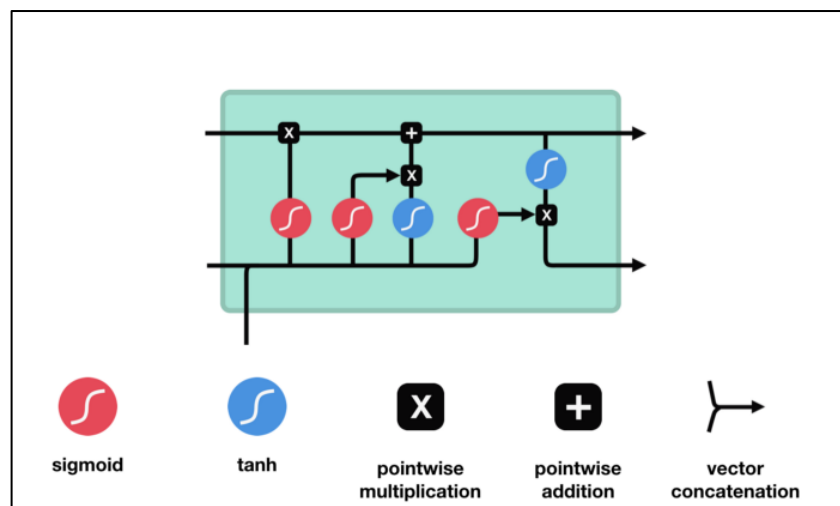 X
+
X
X
X
+
sigmoid
tanh
pointwise
multiplication
pointwise
addition
vector
concatenation